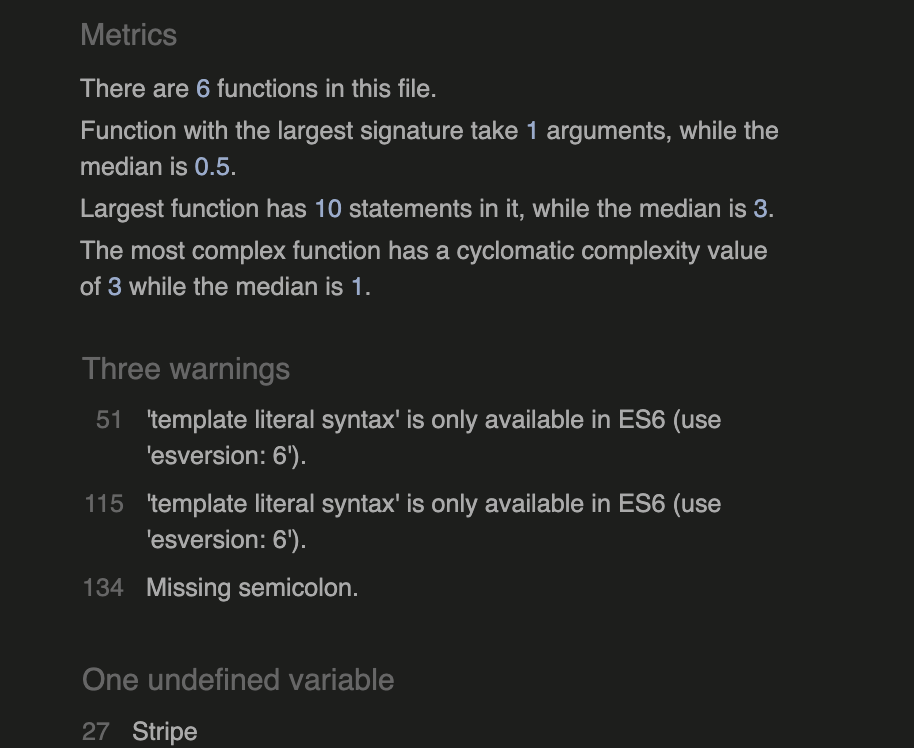 Metrics
There are 6 functions in this file.
Function with the largest signature take 1 arguments, while the
median is 0.5.
Largest function has 10 statements in it, while the median is 3.
The most complex function has a cyclomatic complexity value
of 3 while the median is 1.
Three warnings
51 'template literal syntax' is only available in ES6 (use
'esversion: 6').
115 'template literal syntax' is only available in ES6 (use
'esversion: 6').
134 Missing semicolon.
One undefined variable
27 Stripe